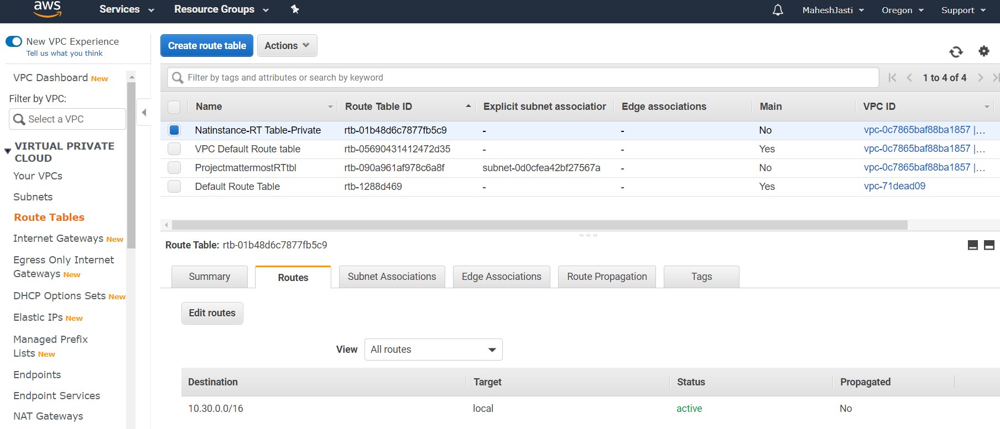 aws Services Resource Groups MaheshJasti Oregon Support
New VPC Experience
Tell us what you think
VPC Dashboard New
Filter by VPC:
Select a VPC
VIRTUAL PRIVATE
CLOUD
Your VPCs
Subnets
Route Tables
Internet Gateways New
Egress Only Internet
Gateways New
DHCP Options Sets New
Elastic IPs New
Managed Prefix
Lists New
Endpoints
Endpoint Services
NAT Gateways
Create route table Actions
Filter by tags and attributes or search by keyword
1 to 4 of 4
Name Route Table ID Explicit subnet association Edge associations Main VPC ID
Natinstance-RT Table-Private rtb-01b48d6c7877fb5c9 - - No vpc-0c7865baf88ba1857 |...
VPC Default Route table rtb-05690431412472d35 - - Yes vpc-0c7865baf88ba1857 |...
ProjectmattermostRTtbl rtb-090a961af978c6a8f subnet-0d0cfea42bf27567a - No vpc-0c7865baf88ba1857 |...
Default Route Table rtb-1288d469 - - Yes vpc-71dead09
Route Table: rtb-01b48d6c7877fb5c9
Summary Routes Subnet Associations Edge Associations Route Propagation Tags
Edit routes
View All routes
Destination Target Status Propagated
10.30.0.0/16 local active No